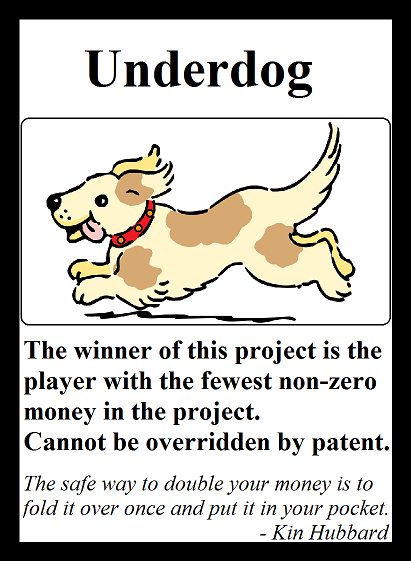 Underdog
The winner of this project is the
player with the fewest non-zero
money in the project.
Cannot be overridden by patent.
The safe way to double your money is to
fold it over once and put it in your pocket.
- Kin Hubbard